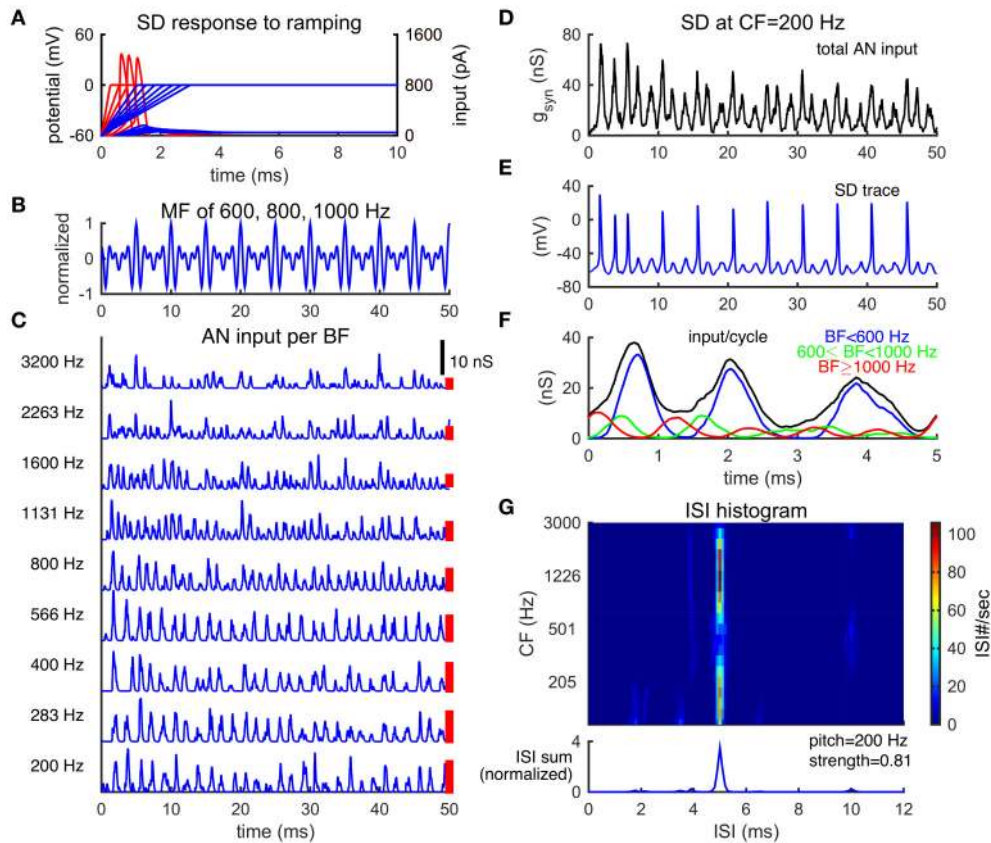 A
SD response to ramping
60
0
-60
potential (mV)
1600
800
0
input (pA)
0 2 4 6 8 10
time (ms)
B
MF of 600, 800, 1000 Hz
1
0
-1
normalized
0 10 20 30 40 50
C
AN input per BF
10 nS
3200 Hz
2263 Hz
1600 Hz
1131 Hz
800 Hz
566 Hz
400 Hz
283 Hz
200 Hz
0 10 20 30 40 50
time (ms)
D
SD at CF=200 Hz
total AN input
80
40
0
gsyn (nS)
0 10 20 30 40 50
E
SD trace
40
0
-40
-80
(mV)
0 10 20 30 40 50
F
input/cycle
BF<600 Hz
600≤ BF<1000 Hz
BF≥1000 Hz
40
20
0
(nS)
0 1 2 3 4 5
time (ms)
G
ISI histogram
3000
1226
501
205
CF (Hz)
100
80
60
40
20
0
ISI#/sec
pitch=200 Hz
strength=0.81
4
0
ISI sum
(normalized)
0 2 4 6 8 10 12
ISI (ms)